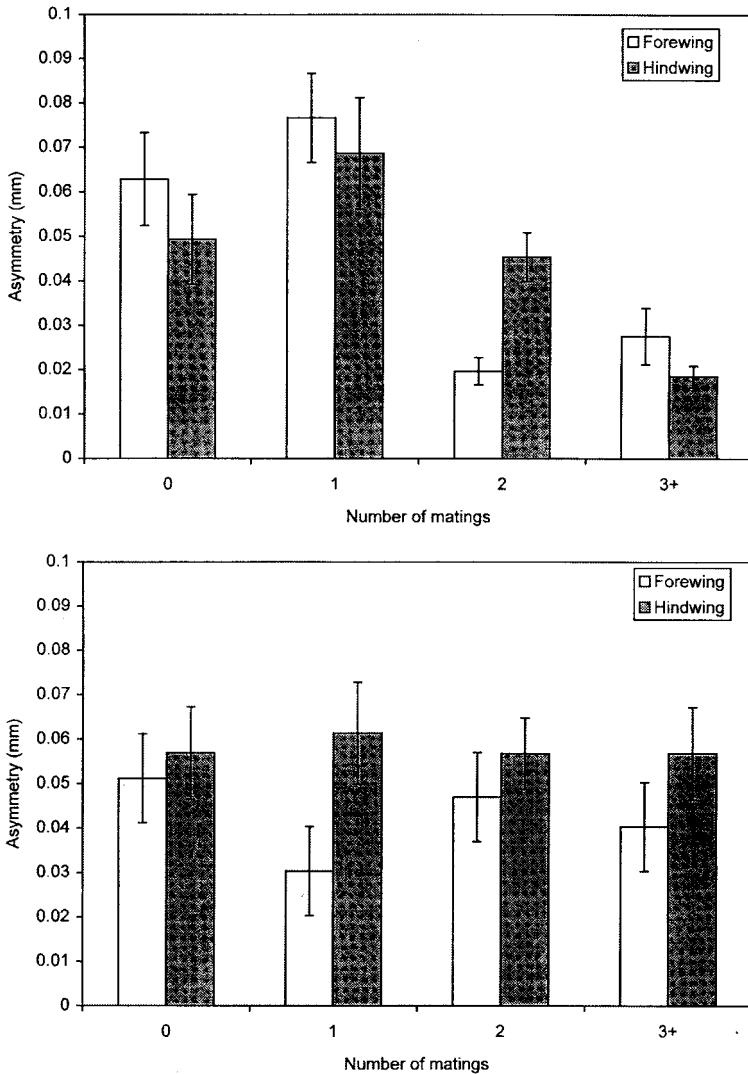 0.1
0.09
0.08
0.07
0.06
0.05
0.04
0.03
0.02
0.01
0
Asymmetry (mm)
Forewing
Hindwing
0 1 2 3+
Number of matings
0.1
0.09
0.08
0.07
0.06
0.05
0.04
0.03
0.02
0.01
0
Asymmetry (mm)
Forewing
Hindwing
0 1 2 3+
Number of matings